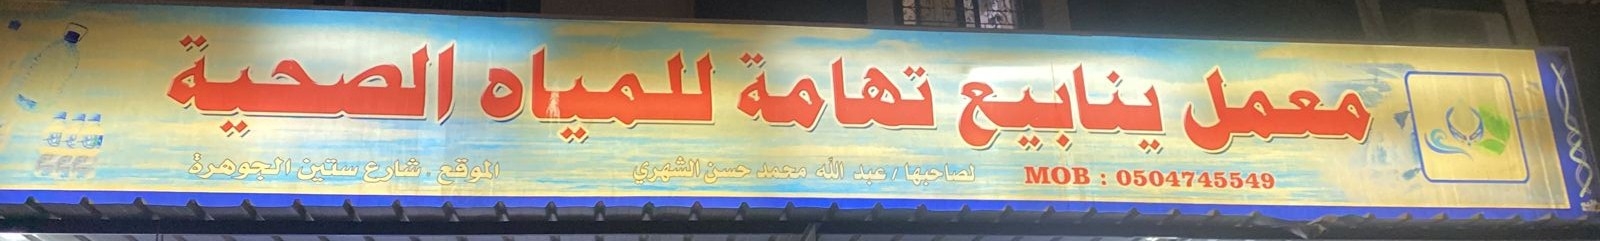 معمل ينابيع تهامة للمياه الصحية
MOB : 0504745549 لصاحبها / عبد الله محمد حسن الشهري الموقع . شارع ستين الجوهرة